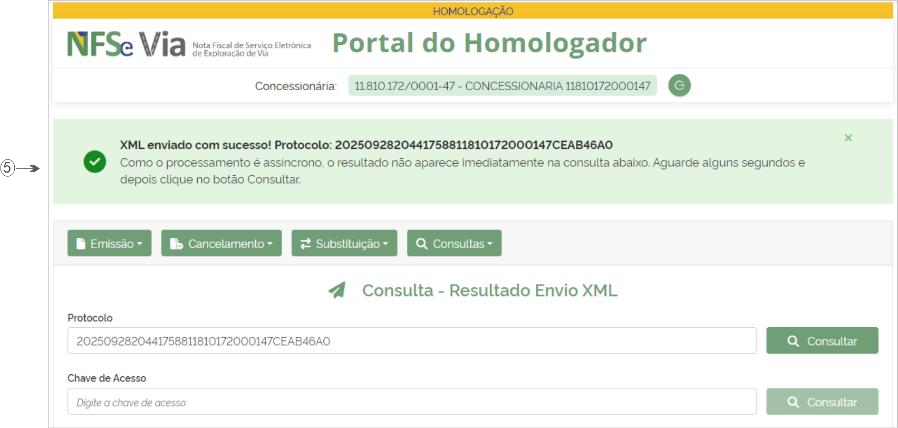 HOMOLOGAÇÃO
NFSe Via Nota Fiscal de Serviço Eletrônica
de Exploração de Via
Portal do Homologador
Concessionária: 11.810.172/0001-47 - CONCESSIONARIA 11810172000147
XML enviado com sucesso! Protocolo: 2025092820441758811810172000147CEAB46A0
×
5
Como o processamento é assíncrono, o resultado não aparece imediatamente na consulta abaixo. Aguarde alguns segundos e
depois clique no botão Consultar.
Emissão Cancelamento Substituição Consultas
Consulta - Resultado Envio XML
Protocolo
2025092820441758811810172000147CEAB46A0 Consultar
Chave de Acesso
Digite a chave de acesso Consultar